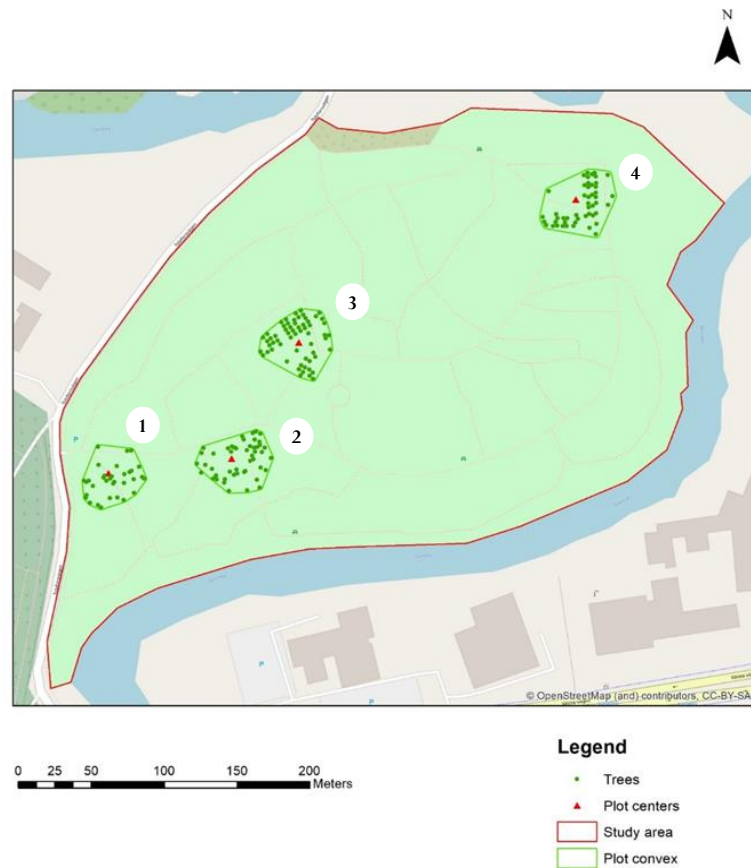 N
4
3
1
2
P
P
P
© OpenStreetMap (and) contributors, CC-BY-SA
0 25 50 100 150 200
Meters
Legend
Trees
Plot centers
Study area
Plot convex